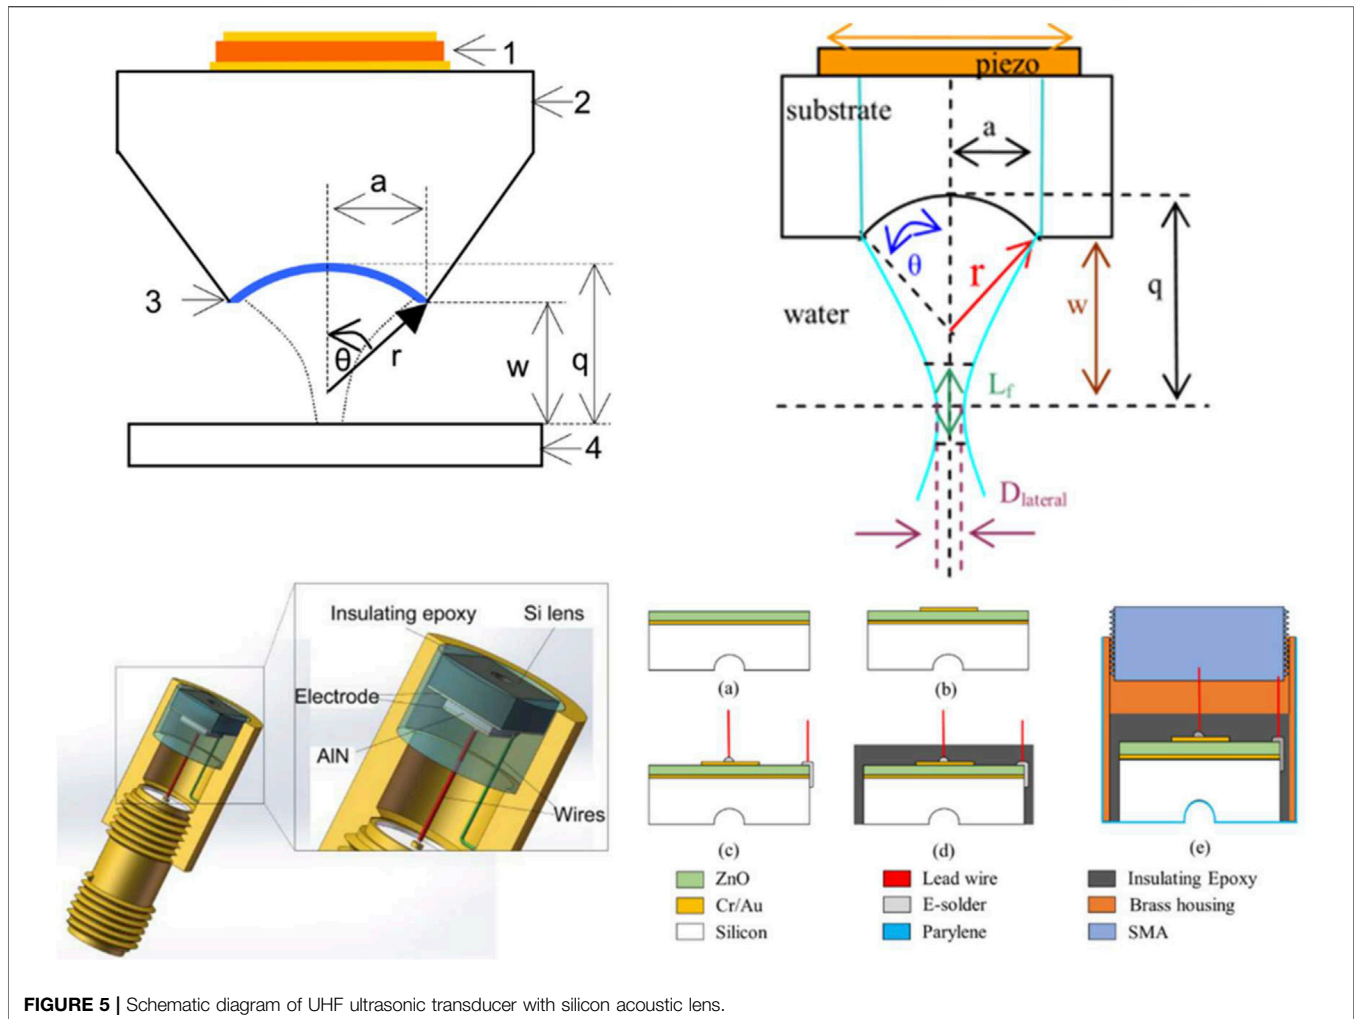 1
2
a
3
θ
r
w
q
4
piezo
substrate
a
θ
r
w
q
water
Lf
Dlateral
Insulating epoxy
Si lens
Electrode
AlN
Wires
(a)
(b)
(c)
(d)
(e)
ZnO
Lead wire
Insulating Epoxy
Cr/Au
E-solder
Brass housing
Silicon
Parylene
SMA
FIGURE 5 | Schematic diagram of UHF ultrasonic transducer with silicon acoustic lens.